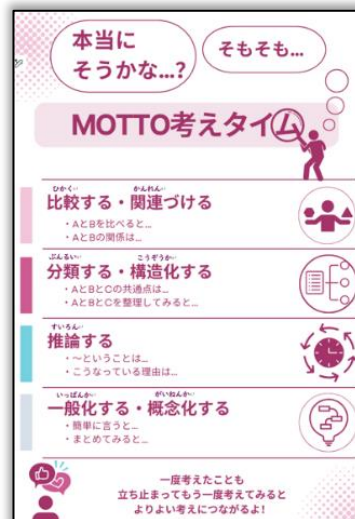 本当に
そうかな…?
そもそも…
MOTTO考えタイム
ひかく
かんれん
比較する・関連づける
・AとBを比べると…
・AとBの関係は…
ぶんるい
こうぞうか
分類する・構造化する
・AとBとCの共通点は…
・AとBとCを整理してみると…
すいろん
推論する
・〜ということは…
・こうなっている理由は…
いっぱんか
がいねんか
一般化する・概念化する
・簡単に言うと…
・まとめてみると…
一度考えたことも
立ち止まってもう一度考えてみると
よりよい考えにつながるよ!